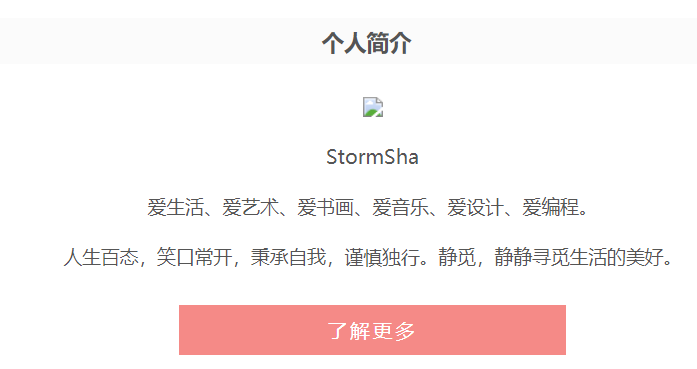 个人简介
StormSha
爱生活、爱艺术、爱书画、爱音乐、爱设计、爱编程。
人生百态，笑口常开，秉承自我，谨慎独行。静觅，静静寻觅生活的美好。
了解更多